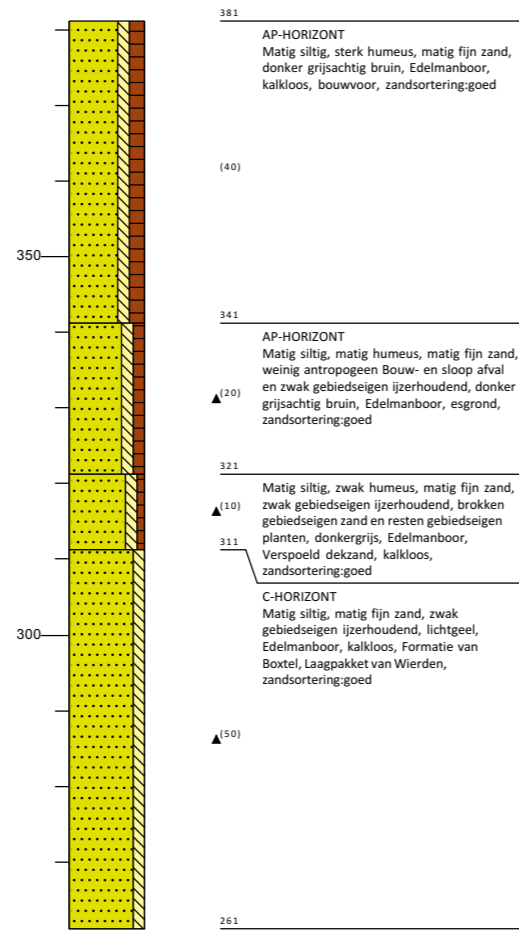 381
AP-HORIZONT
Matig siltig, sterk humeus, matig fijn zand,
donker grijsachtig bruin, Edelmanboor,
kalkloos, bouwvoor, zandsortering:goed
(40)
350
341
AP-HORIZONT
Matig siltig, matig humeus, matig fijn zand,
weinig antropogeen Bouw- en sloop afval
en zwak gebiedseigen ijzerhoudend, donker
grijsachtig bruin, Edelmanboor, esgrond,
zandsortering:goed
▲(20)
321
Matig siltig, zwak humeus, matig fijn zand,
zwak gebiedseigen ijzerhoudend, brokken
gebiedseigen zand en resten gebiedseigen
planten, donkergrijs, Edelmanboor,
Verspoeld dekzand, kalkloos,
zandsortering:goed
▲(10)
311
C-HORIZONT
Matig siltig, matig fijn zand, zwak
gebiedseigen ijzerhoudend, lichtgeel,
Edelmanboor, kalkloos, Formatie van
Boxtel, Laagpakket van Wierden,
zandsortering:goed
300
▲(50)
261